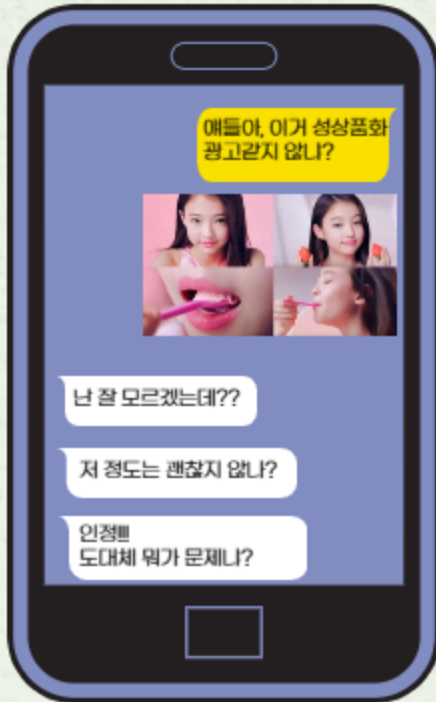 얘들아, 이거 성상품화
광고같지 않냐?
난 잘 모르겠는데??
저 정도는 괜찮지 않나?
인정!!!!
도대체 뭐가 문제냐?